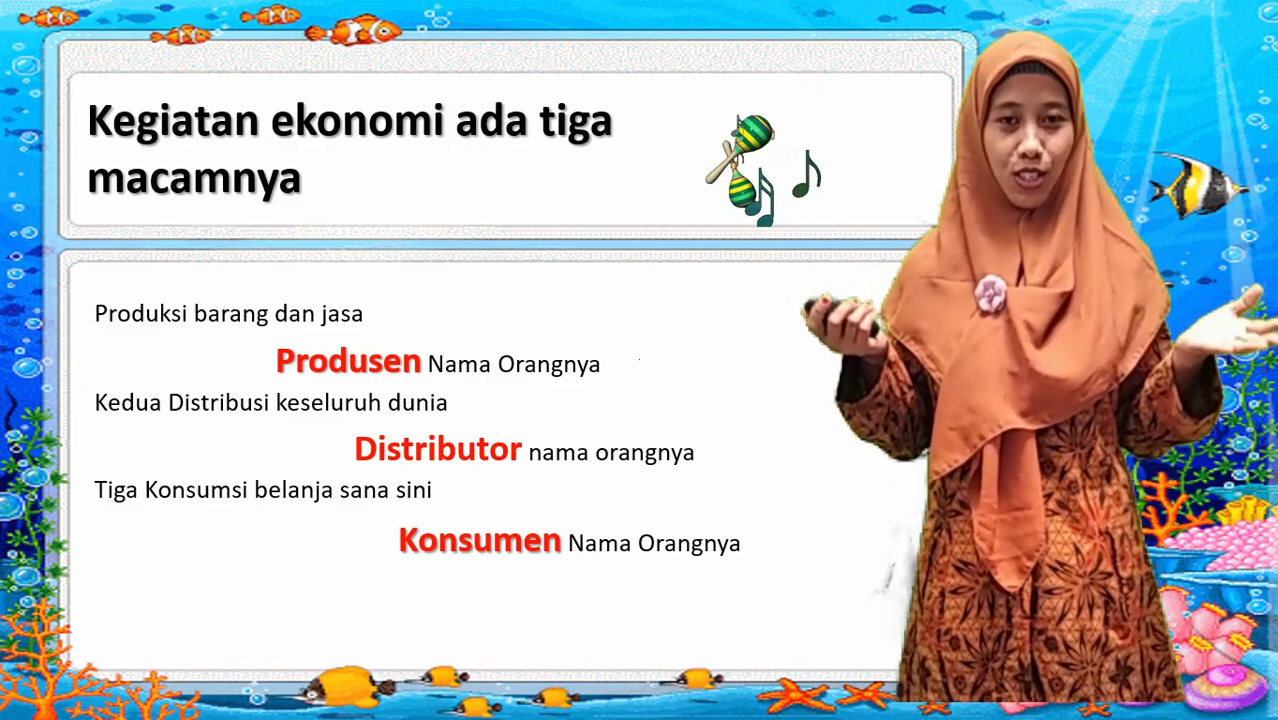 Kegiatan ekonomi ada tiga
macamnya
Produksi barang dan jasa
Produsen Nama Orangnya
Kedua Distribusi keseluruh dunia
Distributor nama orangnya
Tiga Konsumsi belanja sana sini
Konsumen Nama Orangnya